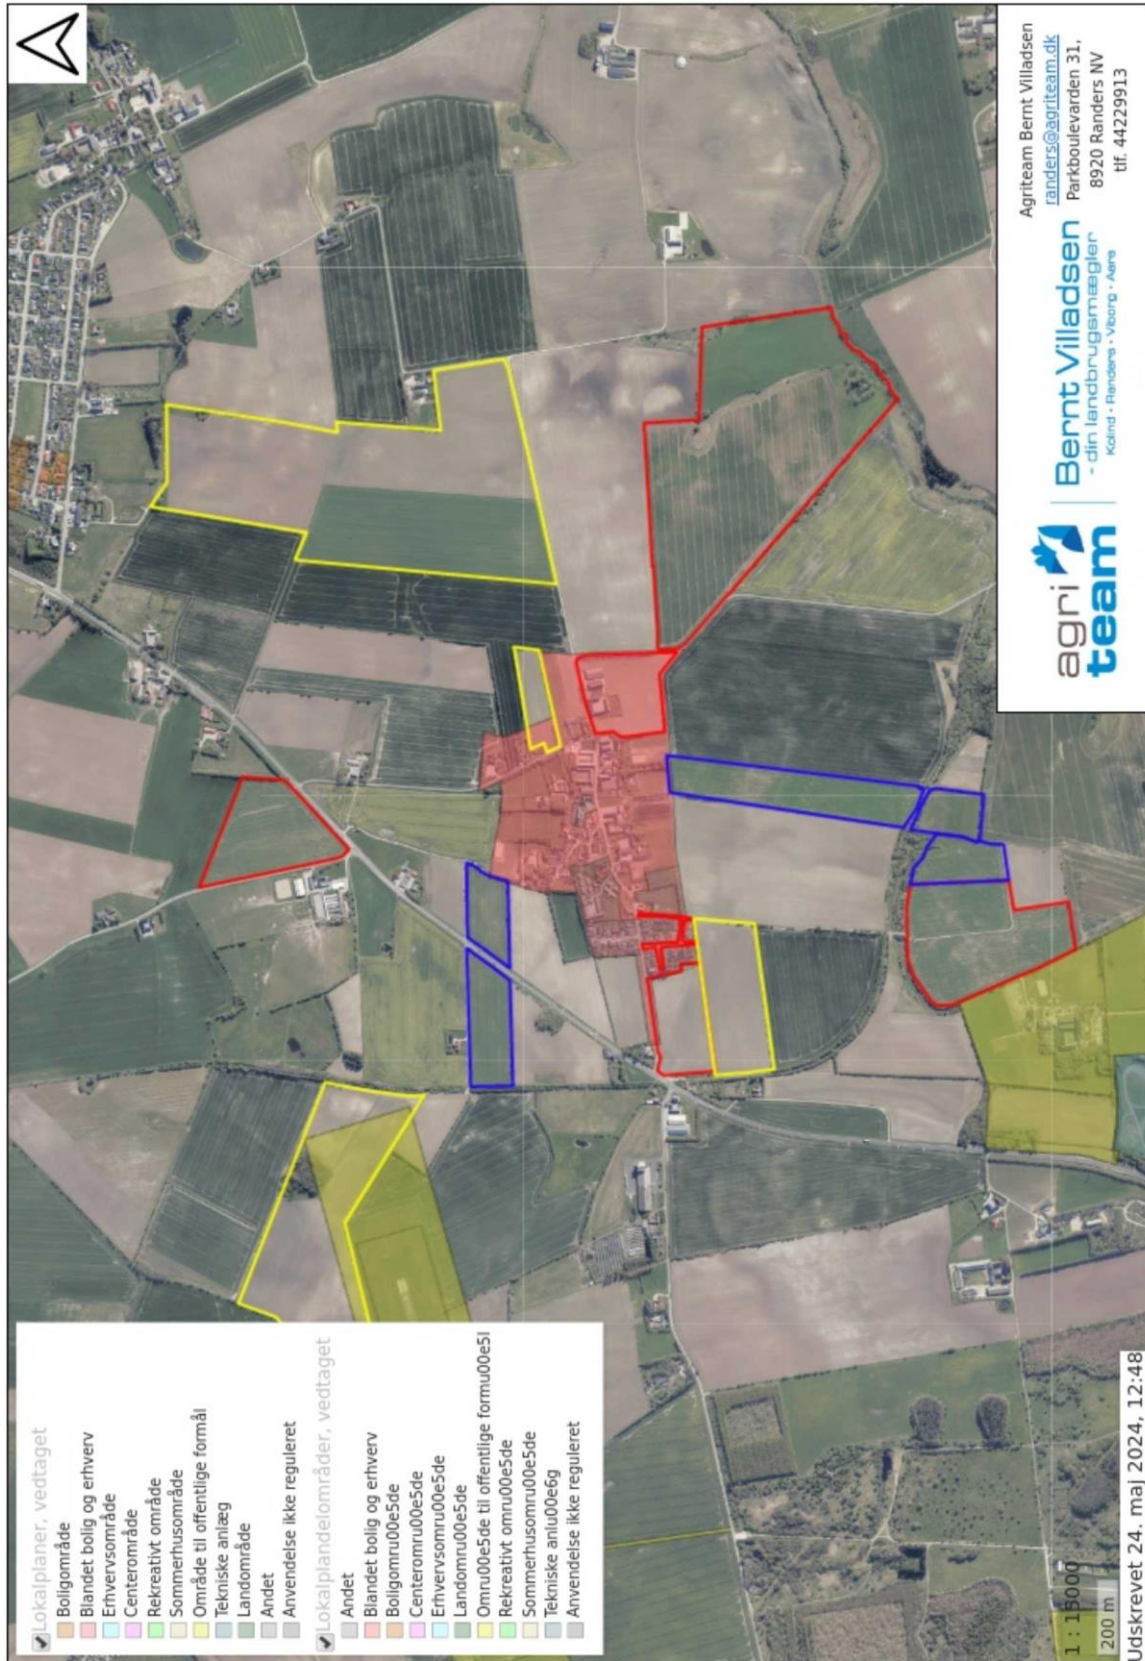 Lokalplaner, vedtaget
Boligområde
Blandet bolig og erhverv
Erhvervsområde
Centerområde
Rekreativt område
Sommerhusområde
Område til offentlige formål
Tekniske anlæg
Landområde
Andet
Anvendelse ikke reguleret
Lokalplandelområder, vedtaget
Andet
Blandet bolig og erhverv
Boligomru00e5de
Centeromru00e5de
Erhvervsomru00e5de
Landomru00e5de
Omru00e5de til offentlige formu00e5l
Rekreativt omru00e5de
Sommerhusomru00e5de
Tekniske anlu00e6g
Anvendelse ikke reguleret
1 : 15000
200 m
Udskrevet 24. maj 2024, 12:48
agri
team
Bernt Villadsen
- din landbrugsmægler
Kolind · Randers · Viborg · Aars
Agriteam Bernt Villadsen
randers@agriteam.dk
Parkboulevarden 31,
8920 Randers NV
tlf. 44229913